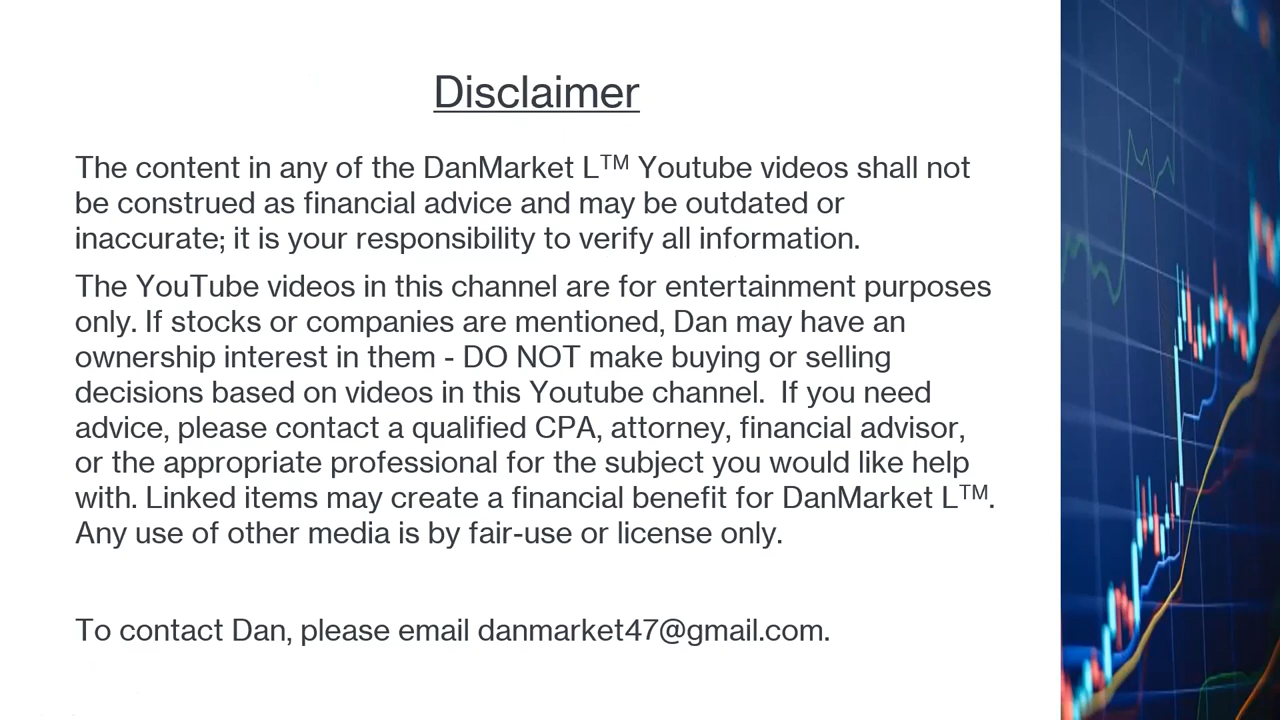 Disclaimer
The content in any of the DanMarket L™ Youtube videos shall not
be construed as financial advice and may be outdated or
inaccurate; it is your responsibility to verify all information.
The YouTube videos in this channel are for entertainment purposes
only. If stocks or companies are mentioned, Dan may have an
ownership interest in them - DO NOT make buying or selling
decisions based on videos in this Youtube channel.  If you need
advice, please contact a qualified CPA, attorney, financial advisor,
or the appropriate professional for the subject you would like help
with. Linked items may create a financial benefit for DanMarket L™.
Any use of other media is by fair-use or license only.
To contact Dan, please email danmarket47@gmail.com.